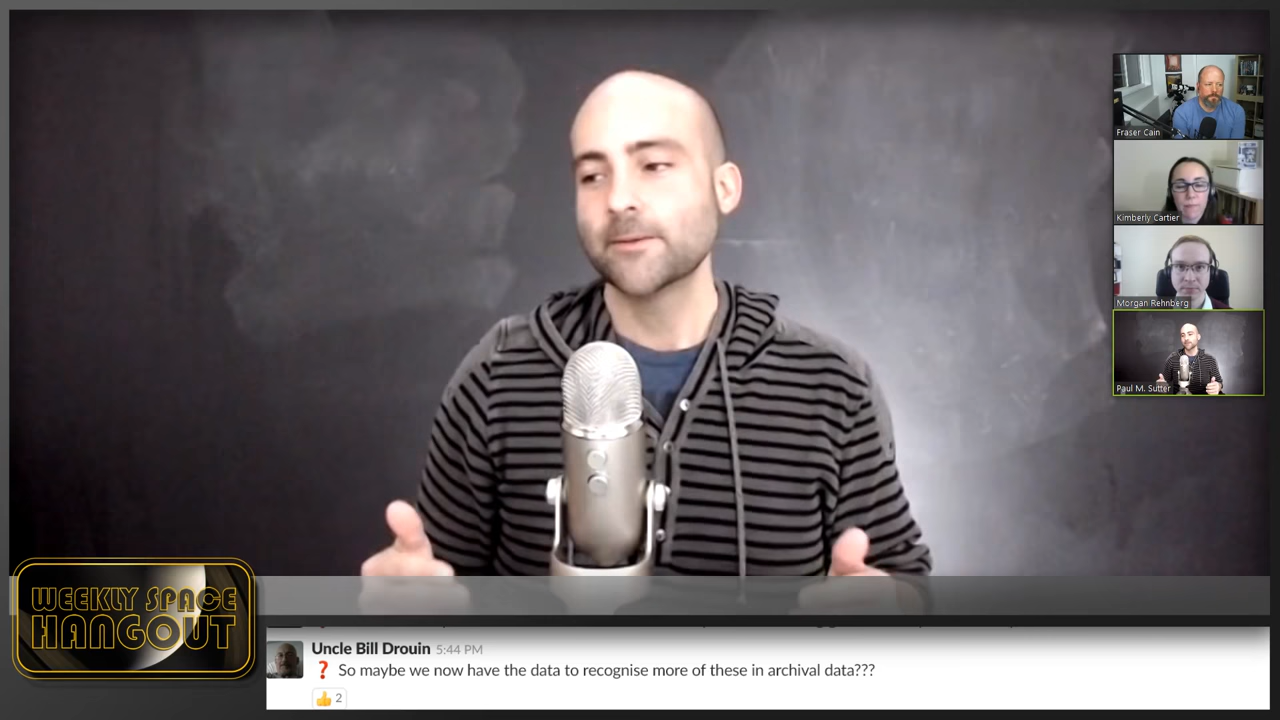 Fraser Cain
Kimberly Cartier
Morgan Rehnberg
Paul M. Sutter
WEEKLY SPACE
HANGOUT
Uncle Bill Drouin 5:44 PM
❓ So maybe we now have the data to recognise more of these in archival data???
👍 2